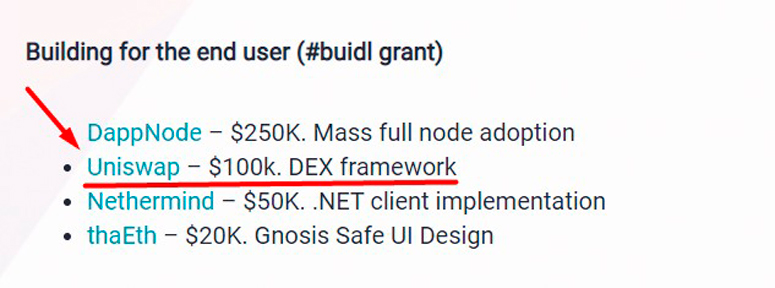 Building for the end user (#buidl grant)
DappNode – $250K. Mass full node adoption
Uniswap – $100k. DEX framework
Nethermind – $50K. .NET client implementation
thaEth – $20K. Gnosis Safe UI Design